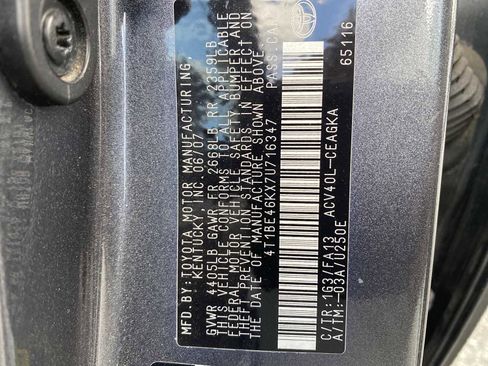 MFD.BY:TOYOTA MOTOR MANUFACTURING,
KENTUCKY, INC. 06/07
GVWR 4405LB GAWR FR 2668LB RR 2359LB
THIS VEHICLE CONFORMS TO ALL APPLICABLE
FEDERAL MOTOR VEHICLE SAFETY, BUMPER, AND
THEFT PREVENTION STANDARDS IN EFFECT ON
THE DATE OF MANUFACTURE SHOWN ABOVE.
4T1BE46KX7U716347 PASS.CAR
C/TR:1G3/FA13 ACV40L-CEAGKA
A/TM:-03A/U250E
65116